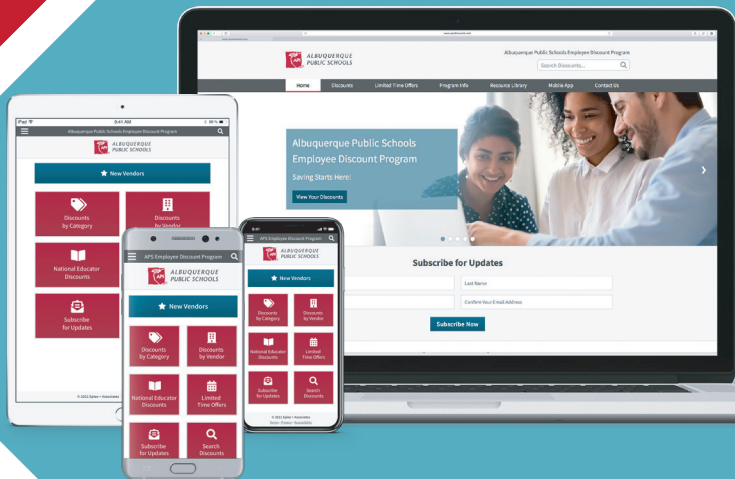 ALBUQUERQUE
PUBLIC SCHOOLS
Albuquerque Public Schools Employee Discount Program
Search Discounts...
Home
Discounts
Limited Time Offers
Program Info
Resource Library
Mobile App
Contact Us
Albuquerque Public Schools
Employee Discount Program
Saving Starts Here!
View Your Discounts
Subscribe for Updates
Last Name
Confirm Your Email Address
Subscribe Now
iPad
9:41 AM
Albuquerque Public Schools Employee Discount Program
APS
ALBUQUERQUE
PUBLIC SCHOOLS
New Vendors
Discounts
by Category
Discounts
by Vendor
National Educator
Discounts
Subscribe
for Updates
APS Employee Discount Program
APS
ALBUQUERQUE
PUBLIC SCHOOLS
New Vendors
Discounts
by Category
Discounts
by Vendor
National Educator
Discounts
Limited
Time Offers
Subscribe
for Updates
Search
Discounts
9:41
APS Employee Discount Program
ALBUQUERQUE
PUBLIC SCHOOLS
New Vendors
Discounts
by Category
Discounts
by Vendor
National Educator
Discounts
Limited
Time Offers
Subscribe
for Updates
Search
Discounts